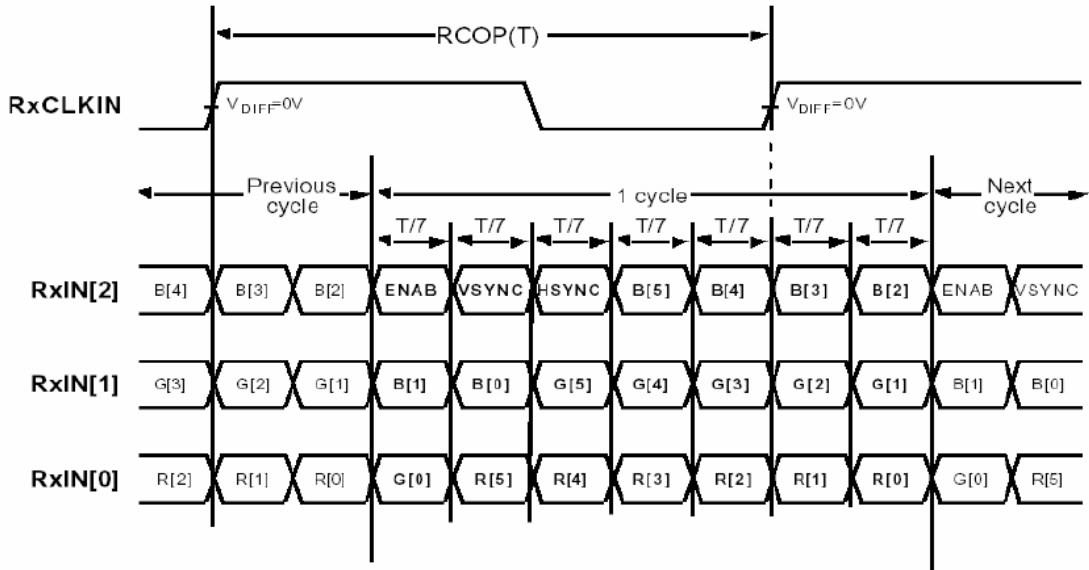 RCOP(T)
RxCLKIN
VDIFF=0V VDIFF=0V
Previous cycle 1 cycle Next cycle
T/7 T/7 T/7 T/7 T/7 T/7 T/7
RxIN[2] B[4] B[3] B[2] ENAB VSYNC HSYNC B[5] B[4] B[3] B[2] ENAB VSYNC
RxIN[1] G[3] G[2] G[1] B[1] B[0] G[5] G[4] G[3] G[2] G[1] B[1] B[0]
RxIN[0] R[2] R[1] R[0] G[0] R[5] R[4] R[3] R[2] R[1] R[0] G[0] R[5]